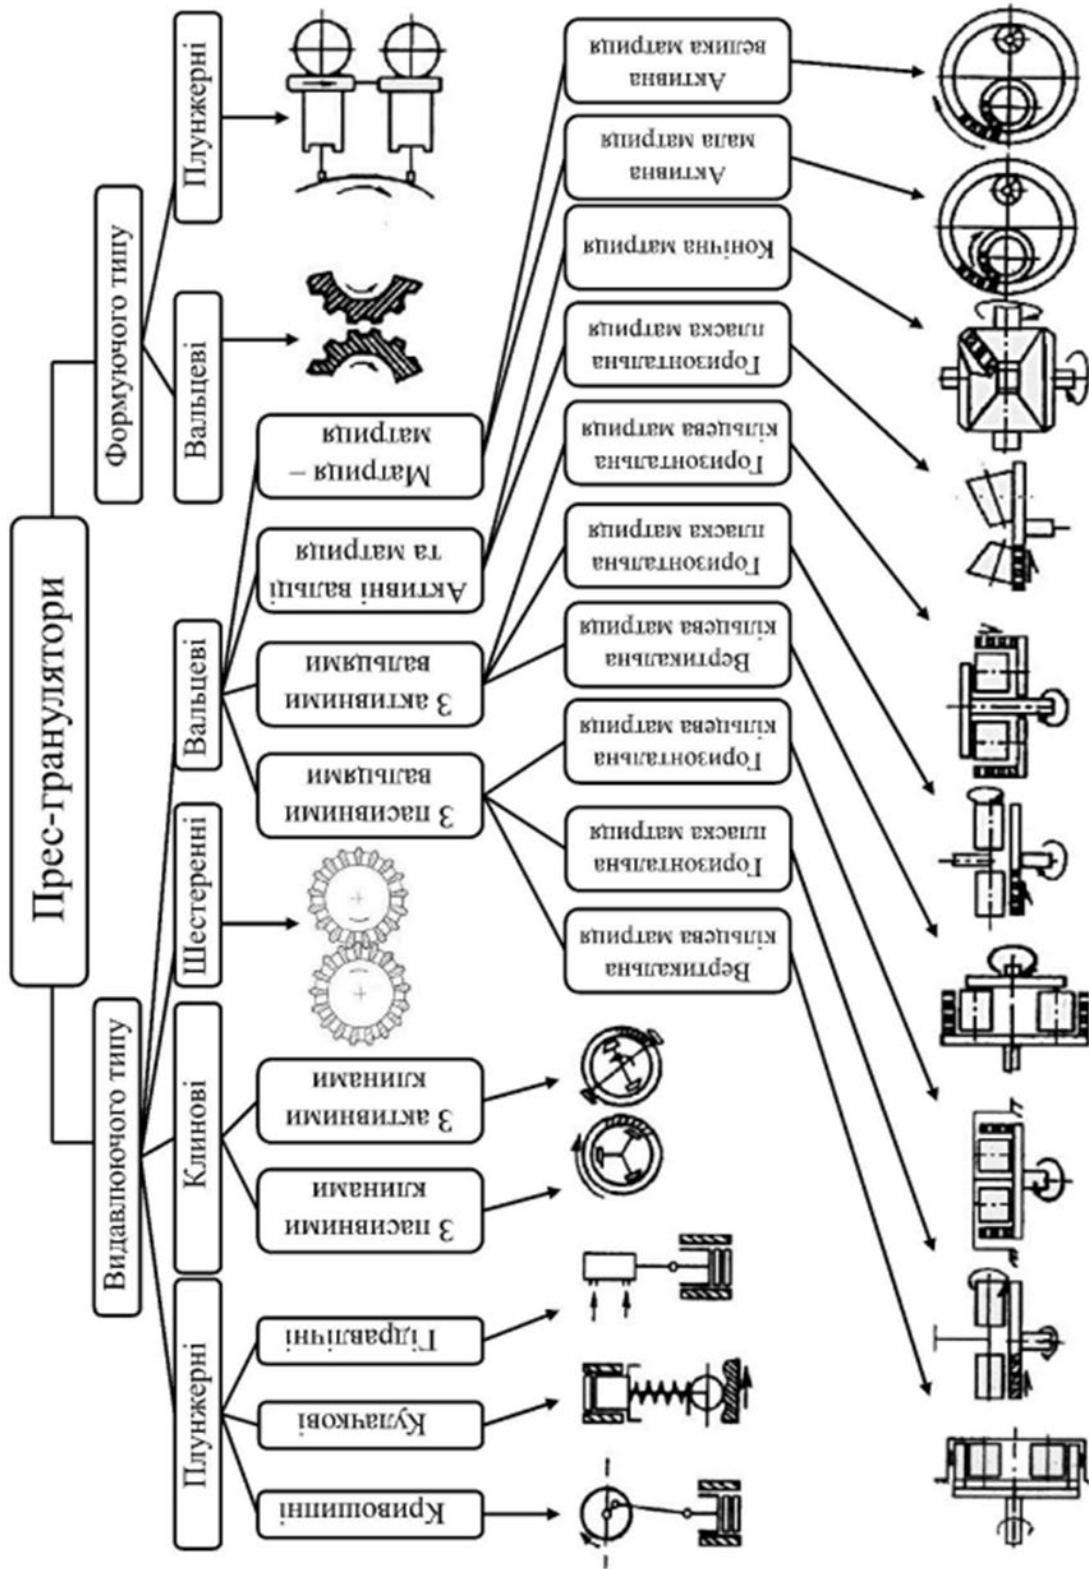 Прес-гранулятори
Видавлюючого типу
Формуючого типу
Плунжерні
Клинові
Шестеренні
Вальцеві
Вальцеві
Плунжерні
Кривошипні
Кулачкові
Гідравлічні
З пасивними
клинами
З активними
клинами
З пасивними
вальцями
З активними
вальцями
Активні вальці
та матриця
Матриця –
матриця
Вертикальна
кільцева матриця
Горизонтальна
пласка матриця
Горизонтальна
кільцева матриця
Вертикальна
кільцева матриця
Горизонтальна
пласка матриця
Горизонтальна
кільцева матриця
Горизонтальна
пласка матриця
Конічна матриця
Активна
мала матриця
Активна
велика матриця